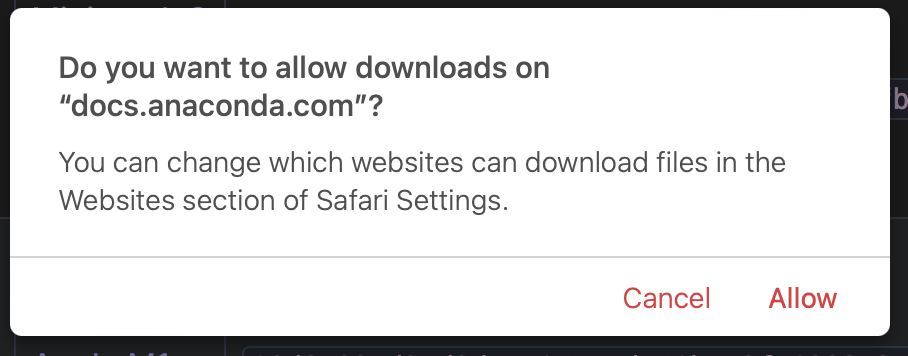 Do you want to allow downloads on
“docs.anaconda.com”?
You can change which websites can download files in the
Websites section of Safari Settings.
Cancel
Allow